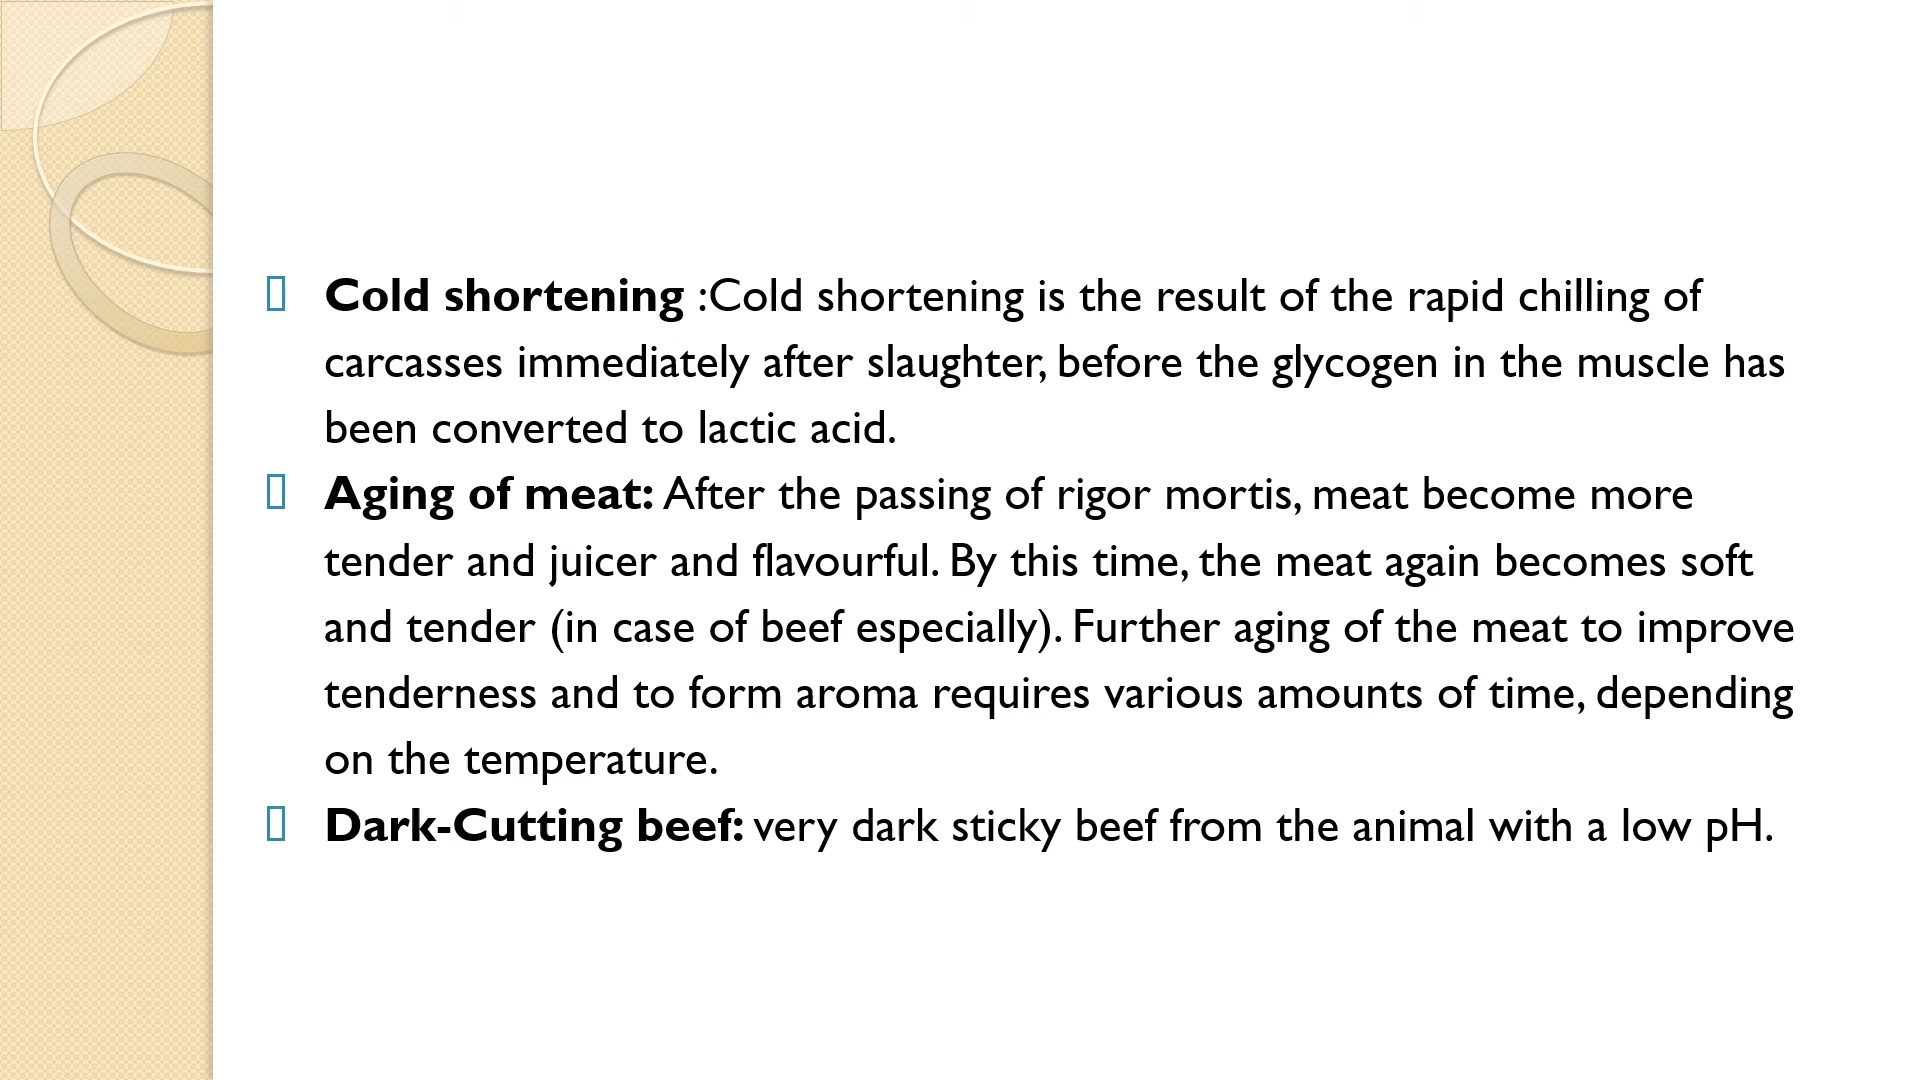 Cold shortening :Cold shortening is the result of the rapid chilling of
carcasses immediately after slaughter, before the glycogen in the muscle has
been converted to lactic acid.
Aging of meat: After the passing of rigor mortis, meat become more
tender and juicer and flavourful. By this time, the meat again becomes soft
and tender (in case of beef especially). Further aging of the meat to improve
tenderness and to form aroma requires various amounts of time, depending
on the temperature.
Dark-Cutting beef: very dark sticky beef from the animal with a low pH.